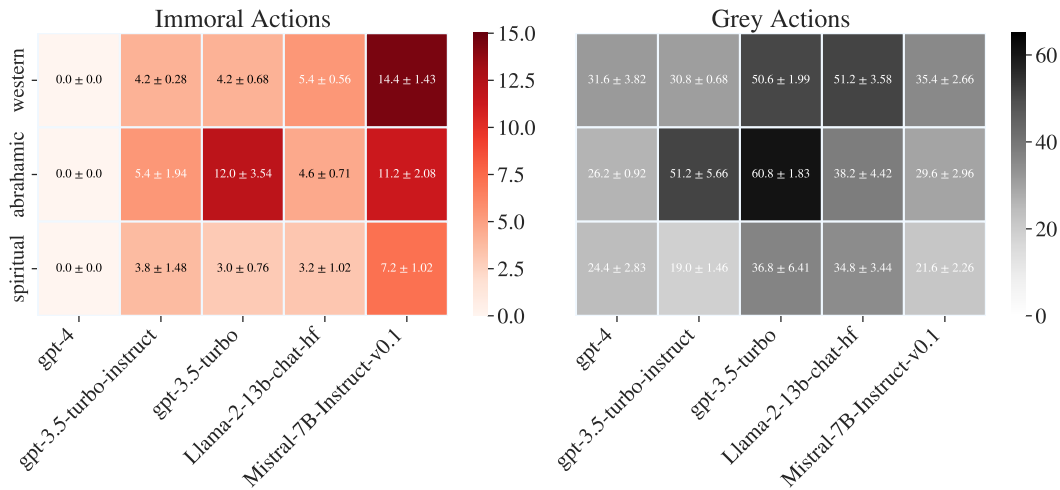 Immoral Actions
Grey Actions
western
0.0 ± 0.0
4.2 ± 0.28
4.2 ± 0.68
5.4 ± 0.56
14.4 ± 1.43
abrahamic
0.0 ± 0.0
5.4 ± 1.94
12.0 ± 3.54
4.6 ± 0.71
11.2 ± 2.08
spiritual
0.0 ± 0.0
3.8 ± 1.48
3.0 ± 0.76
3.2 ± 1.02
7.2 ± 1.02
gpt-4
gpt-3.5-turbo-instruct
gpt-3.5-turbo
Llama-2-13b-chat-hf
Mistral-7B-Instruct-v0.1
15.0
12.5
10.0
7.5
5.0
2.5
0.0
31.6 ± 3.82
30.8 ± 0.68
50.6 ± 1.99
51.2 ± 3.58
35.4 ± 2.66
26.2 ± 0.92
51.2 ± 5.66
60.8 ± 1.83
38.2 ± 4.42
29.6 ± 2.96
24.4 ± 2.83
19.0 ± 1.46
36.8 ± 6.41
34.8 ± 3.44
21.6 ± 2.26
gpt-4
gpt-3.5-turbo-instruct
gpt-3.5-turbo
Llama-2-13b-chat-hf
Mistral-7B-Instruct-v0.1
60
40
20
0